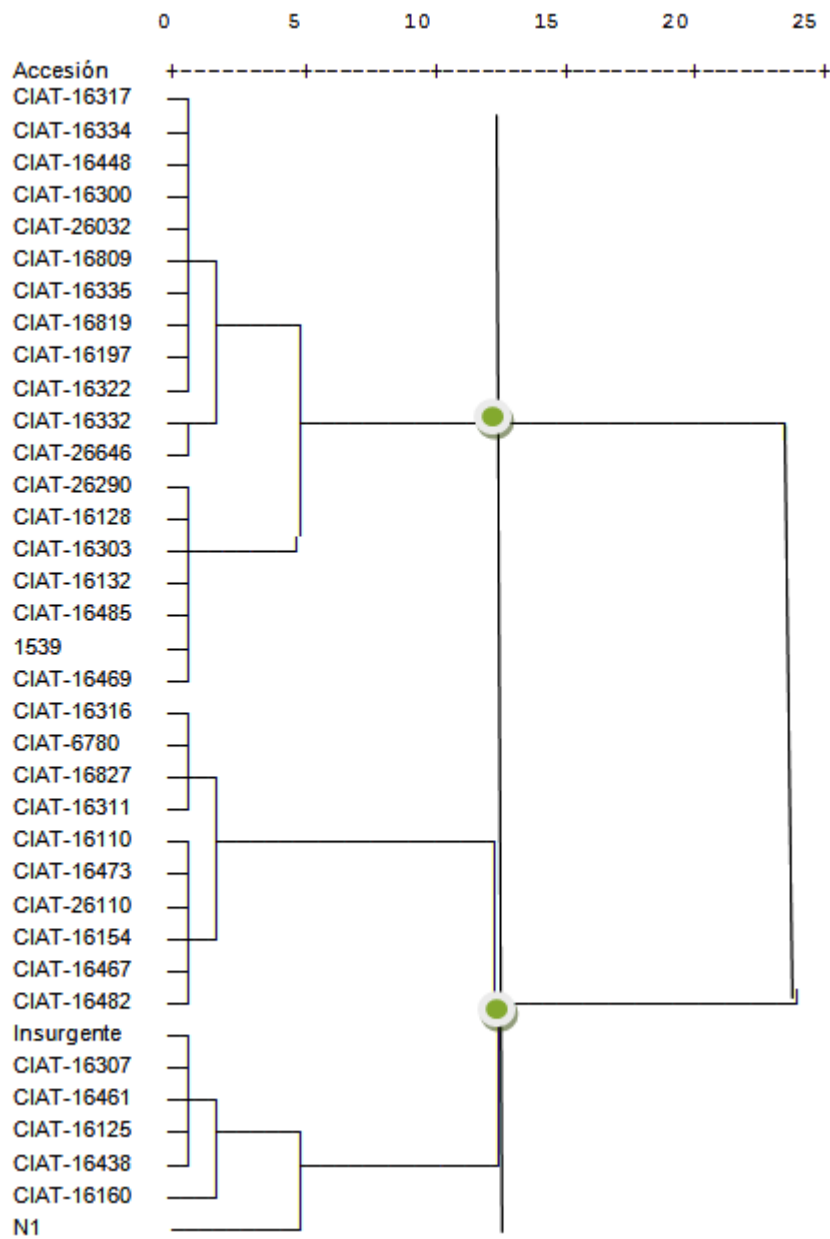 0 5 10 15 20 25
Accesión
CIAT-16317
CIAT-16334
CIAT-16448
CIAT-16300
CIAT-26032
CIAT-16809
CIAT-16335
CIAT-16819
CIAT-16197
CIAT-16322
CIAT-16332
CIAT-26646
CIAT-26290
CIAT-16128
CIAT-16303
CIAT-16132
CIAT-16485
1539
CIAT-16469
CIAT-16316
CIAT-6780
CIAT-16827
CIAT-16311
CIAT-16110
CIAT-16473
CIAT-26110
CIAT-16154
CIAT-16467
CIAT-16482
Insurgente
CIAT-16307
CIAT-16461
CIAT-16125
CIAT-16438
CIAT-16160
N1